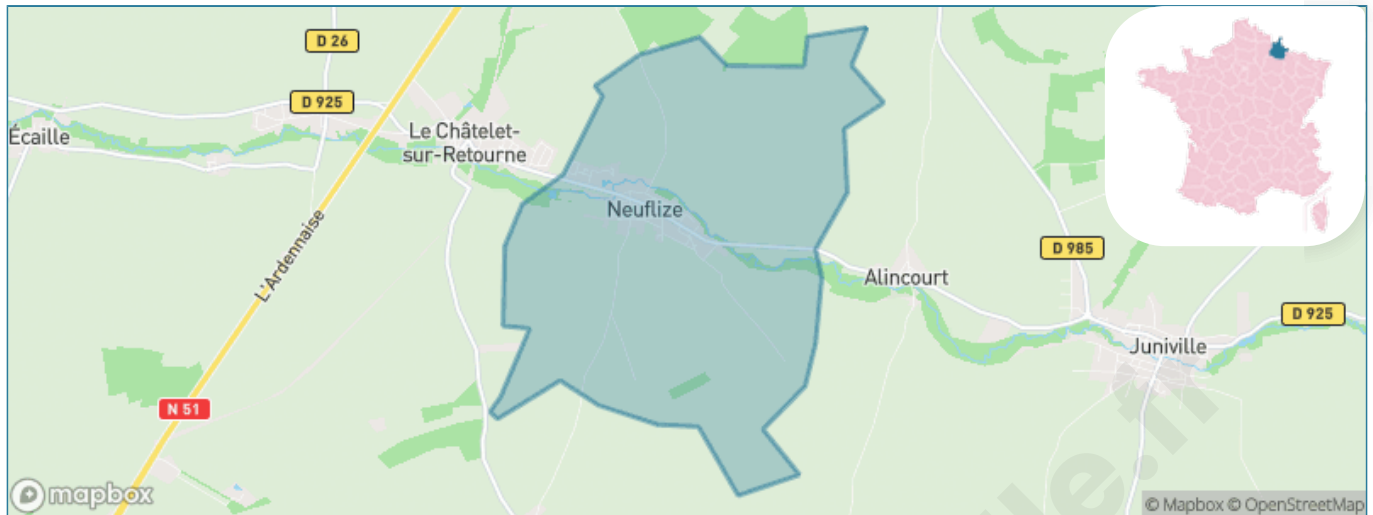 D 26
D 925
Écaille
Le Châtelet-
sur-Retourne
Neuflize
L'Ardennaise
D 985
Alincourt
D 925
Juniville
N 51
mapbox
© Mapbox © OpenStreetMap